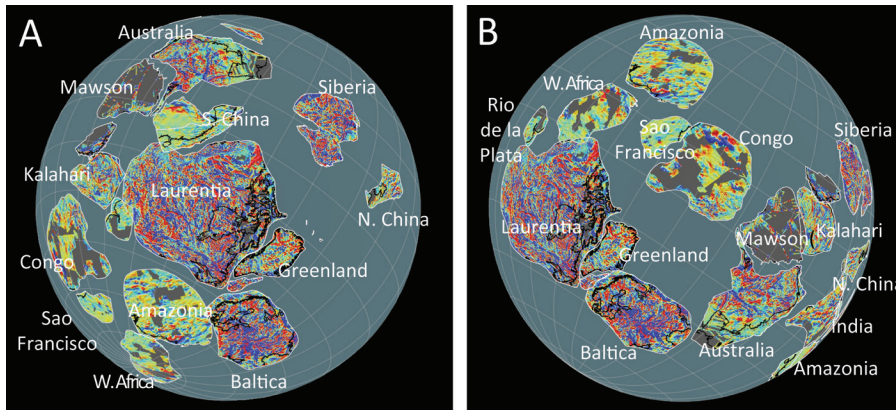 A
Australia
Mawson
Siberia
S. China
Kalahari
Laurentia
N. China
Congo
Greenland
Amazonia
Sao
Francisco
W.Africa
Baltica
B
Amazonia
W.Africa
Rio
de la
Plata
Sao
Francisco
Congo
Siberia
Laurentia
Mawson
Kalahari
Greenland
N. China
India
Baltica
Australia
Amazonia